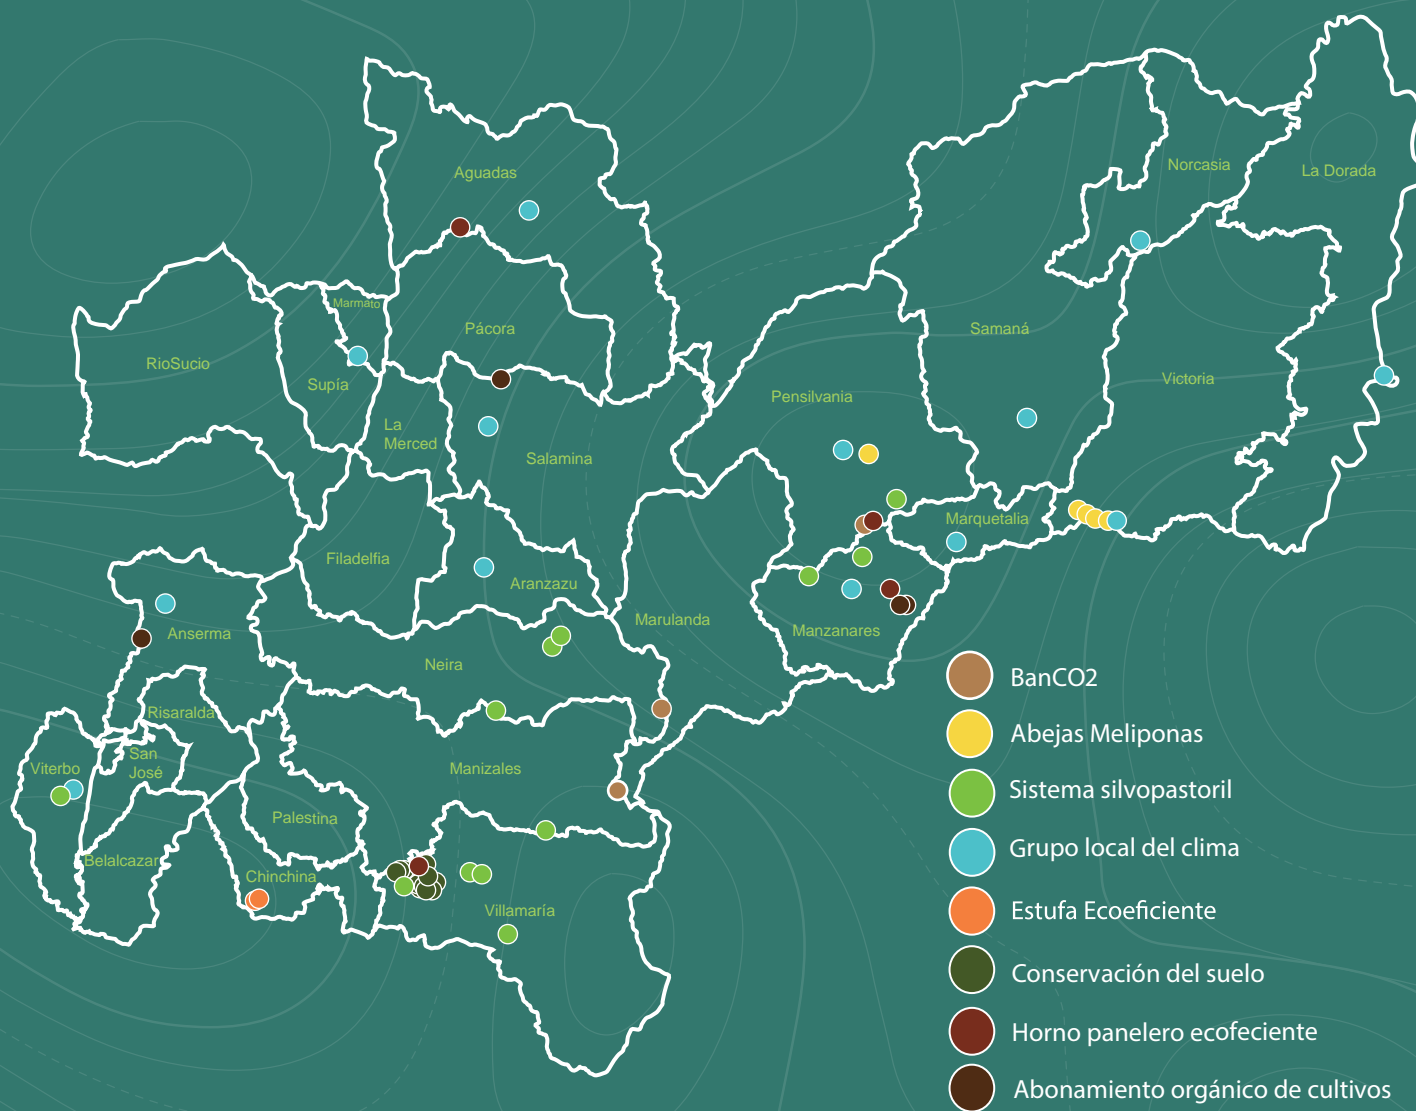 Aguadas
Norcasia
La Dorada
Marmato
Pácora
Samaná
RioSucio
Supía
Victoria
Pensilvania
La
Merced
Salamina
Marquetalia
Filadelfia
Aranzazu
Marulanda
Manzanares
Anserma
Neira
Risaralda
San
José
Viterbo
Manizales
Palestina
Belalcazar
Chinchina
Villamaría
BanCO2
Abejas Meliponas
Sistema silvopastoril
Grupo local del clima
Estufa Ecoeficiente
Conservación del suelo
Horno panelero ecofeciente
Abonamiento orgánico de cultivos